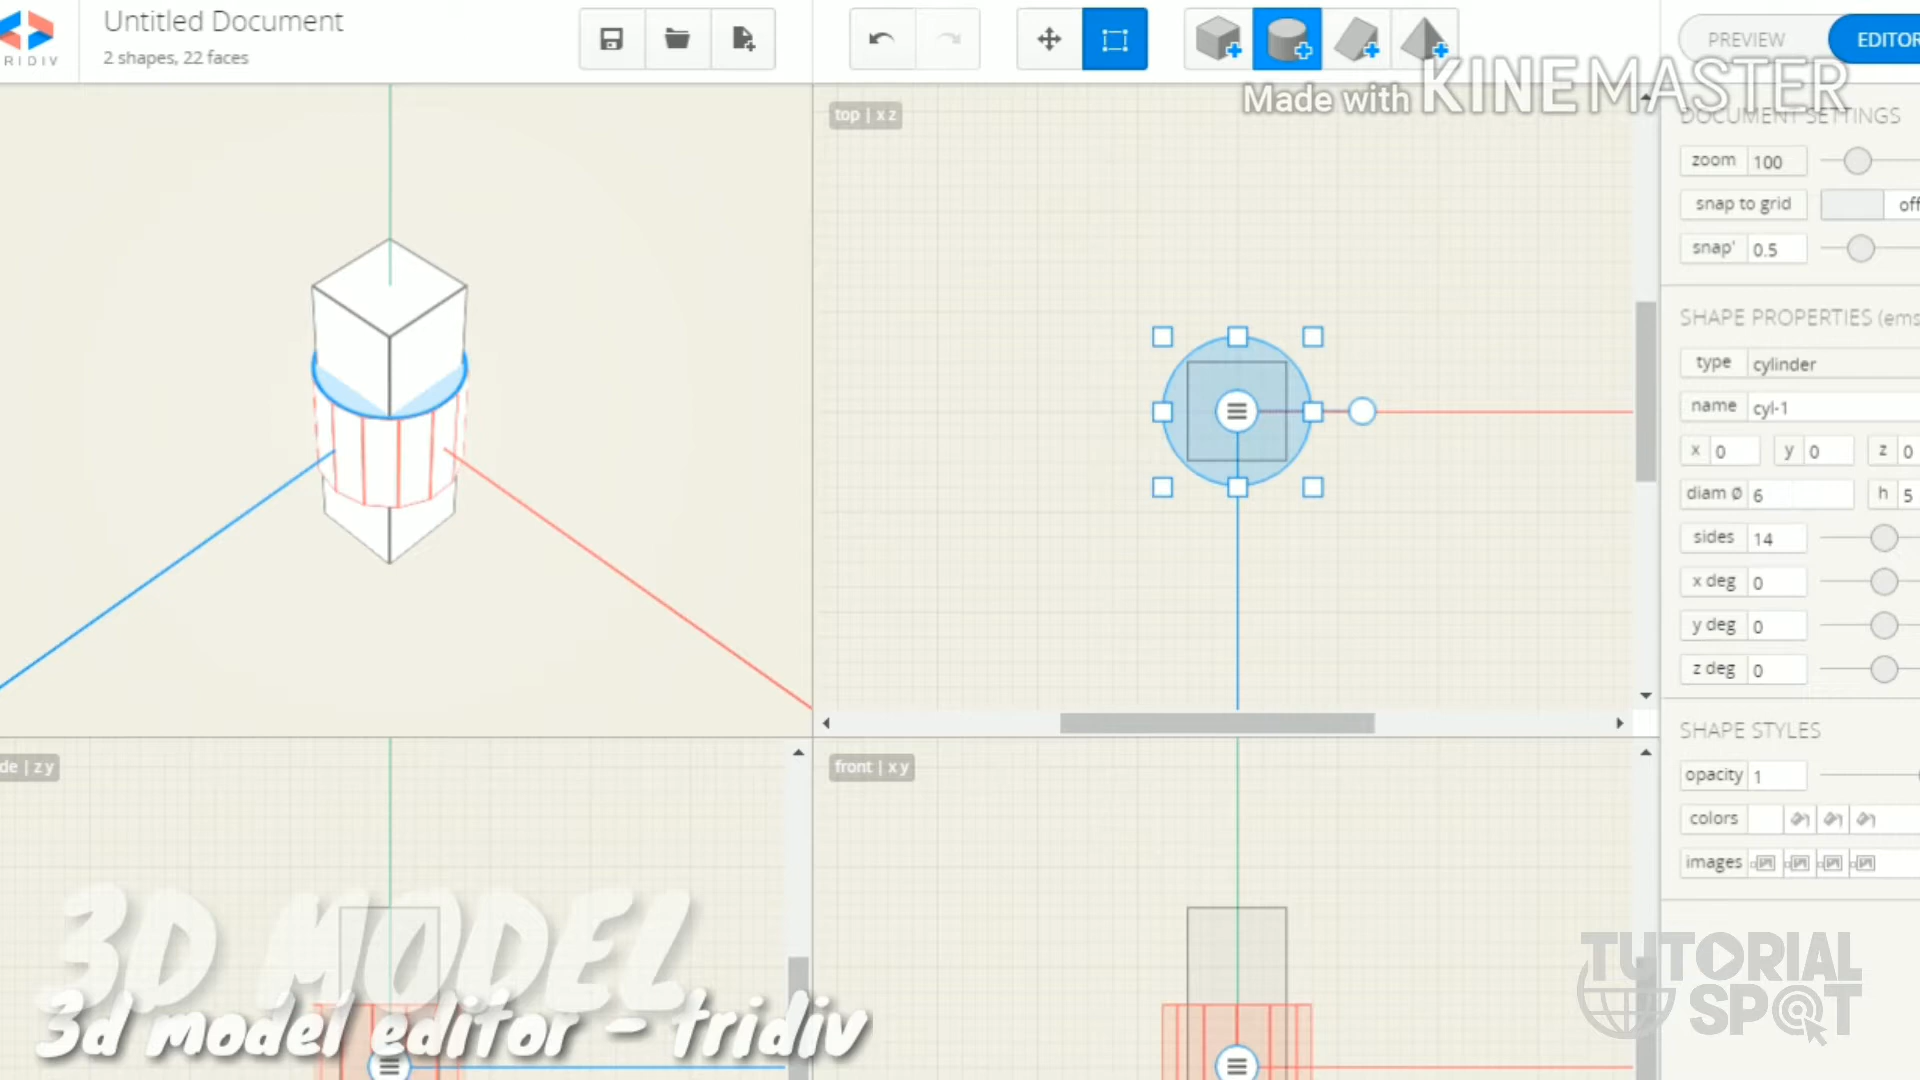 Untitled Document
2 shapes, 22 faces
RIDIV
PREVIEW
EDITOR
Made with KINEMASTER
top | x z
DOCUMENT SETTINGS
zoom 100
snap to grid off
snap' 0.5
SHAPE PROPERTIES (ems
type cylinder
name cyl-1
x 0 y 0 z 0
diam Ø 6 h 5
sides 14
x deg 0
y deg 0
z deg 0
SHAPE STYLES
opacity 1
colors
images
de | z y
front | x y
3D MODEL
3d model editor - tridiv
TUTORIAL
SPOT